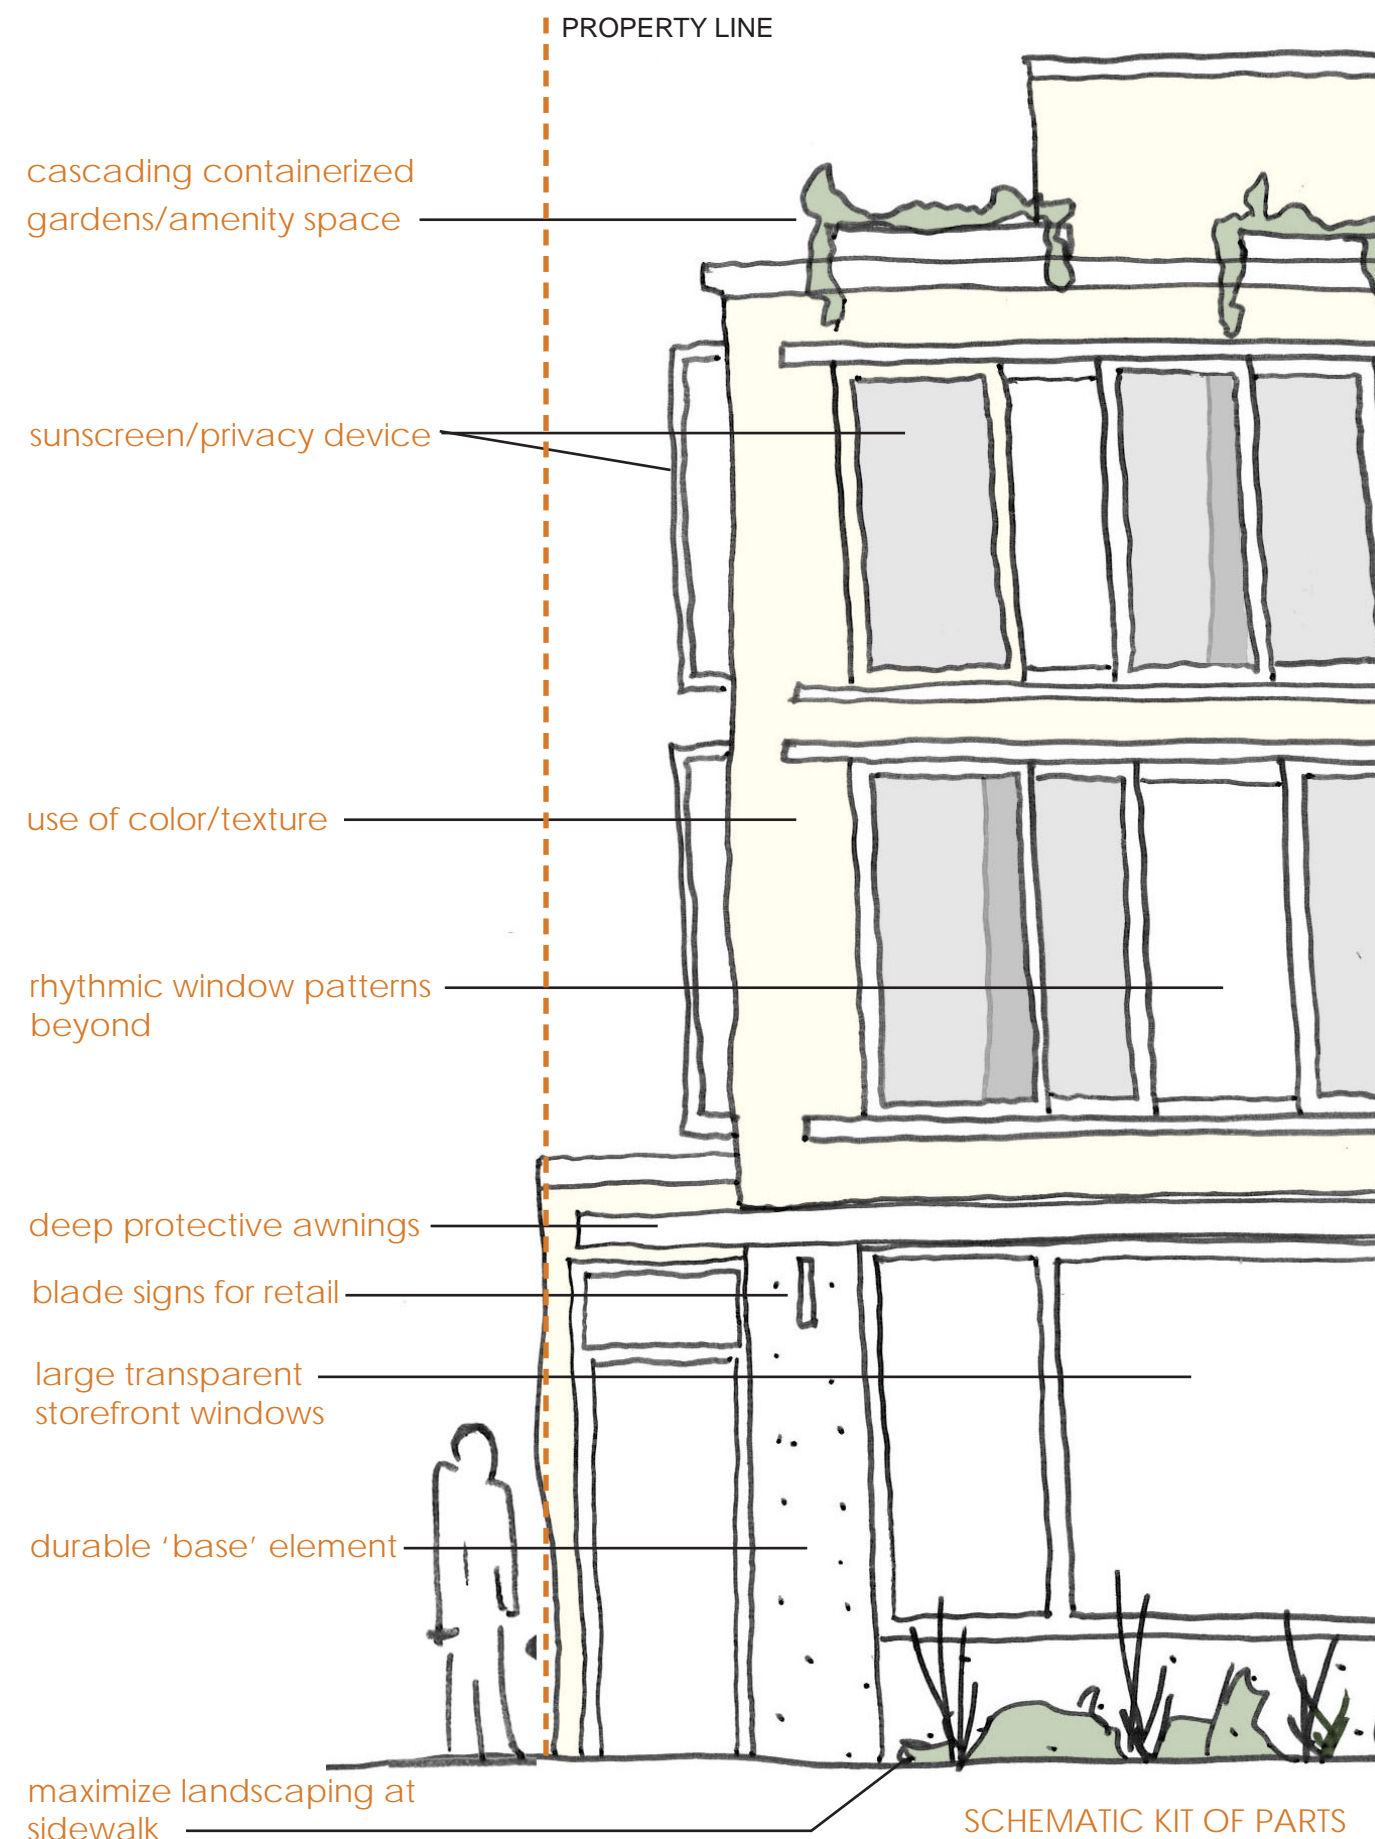 PROPERTY LINE
cascading containerized
gardens/amenity space
sunscreen/privacy device
use of color/texture
rhythmic window patterns
beyond
deep protective awnings
blade signs for retail
large transparent
storefront windows
durable ‘base’ element
maximize landscaping at
sidewalk
SCHEMATIC KIT OF PARTS